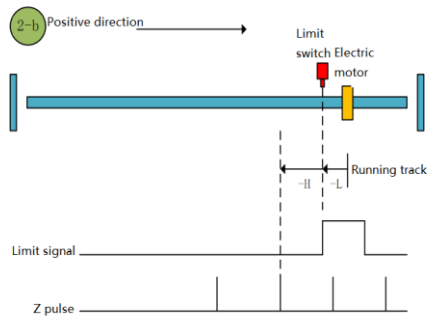 2-b
Positive direction
Limit
switch Electric
motor
Running track
-H
-L
Limit signal
Z pulse